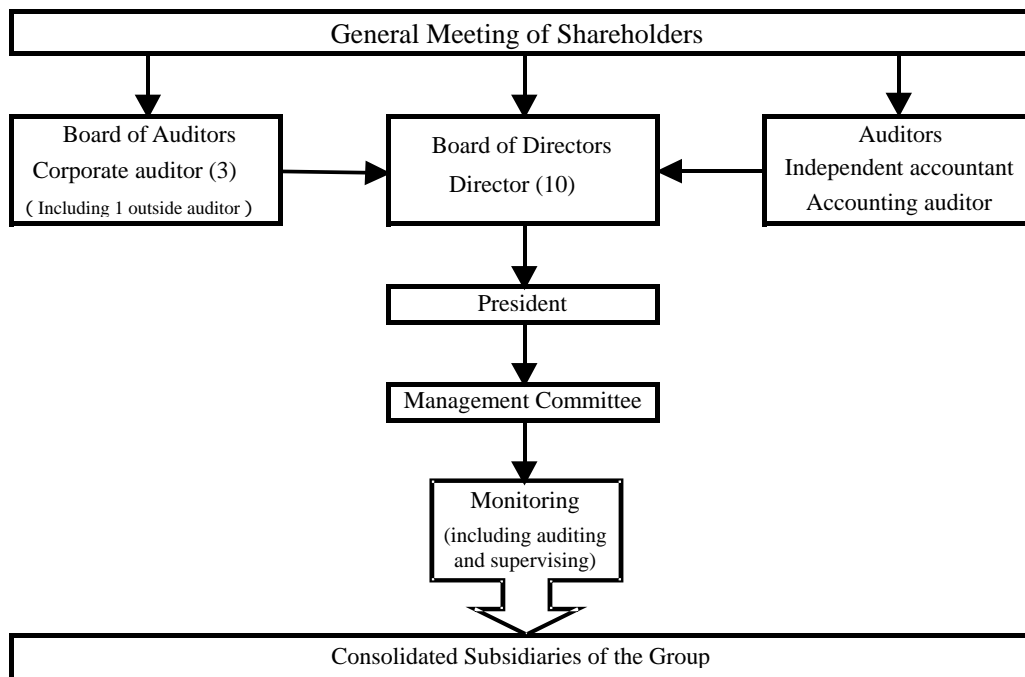 General Meeting of Shareholders
Board of Auditors
Corporate auditor (3)
( Including 1 outside auditor )
Board of Directors
Director (10)
Auditors
Independent accountant
Accounting auditor
President
Management Committee
Monitoring
(including auditing
and supervising)
Consolidated Subsidiaries of the Group